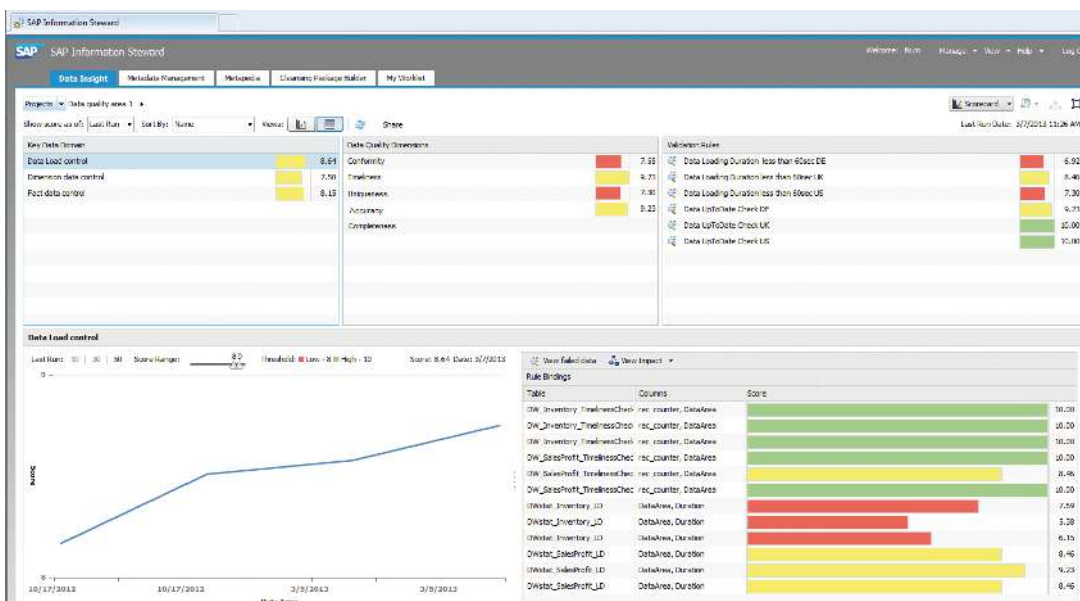 SAP Information Steward
SAP SAP Information Steward
Welcome: Manage View Help Log
Data Insight Metadata Management Metapedia Cleansing Package Builder My Worklist
Projects Data quality area 1
Scorecard
Show score as of: Last Run Sort By: Name Views: Share
Last Run Date: 3/7/2013 11:26 AM
Key Data Domain
Data Load control 8.64
Dimension data control 7.50
Fact data control 8.15
Data Quality Dimensions
Conformity 7.55
Timeliness
Uniqueness 7.30
Accuracy 9.23
Completeness
Validation Rules
Data Loading Duration less than 60sec DE 6.92
Data Loading Duration less than 60sec UK 8.46
Data Loading Duration less than 60sec US 7.30
Data UpToDate Check DE 9.23
Data UpToDate Check UK 10.00
Data UpToDate Check US 10.00
Data Load control
Last Run: 50 Score Range: Threshold: Low - 8 High - 10 Score: 8.64 Date: 3/7/2013
Score
10/17/2012 10/17/2012 3/5/2013 3/5/2013
View failed data View Impact
Rule Bindings
Table Columns Score
DW_Inventory_TimelinessCheck rec_counter, DataArea 10.00
DW_Inventory_TimelinessCheck rec_counter, DataArea 10.00
DW_Inventory_TimelinessCheck rec_counter, DataArea 10.00
DW_SalesProfit_TimelinessChec rec_counter, DataArea 10.00
DW_SalesProfit_TimelinessChec rec_counter, DataArea 8.46
DW_SalesProfit_TimelinessChec rec_counter, DataArea 10.00
DWstat_Inventory_LD DataArea, Duration 7.69
DWstat_Inventory_LD DataArea, Duration 5.38
DWstat_Inventory_LD DataArea, Duration 6.15
DWstat_SalesProfit_LD DataArea, Duration 8.46
DWstat_SalesProfit_LD DataArea, Duration 9.23
DWstat_SalesProfit_LD DataArea, Duration 8.46